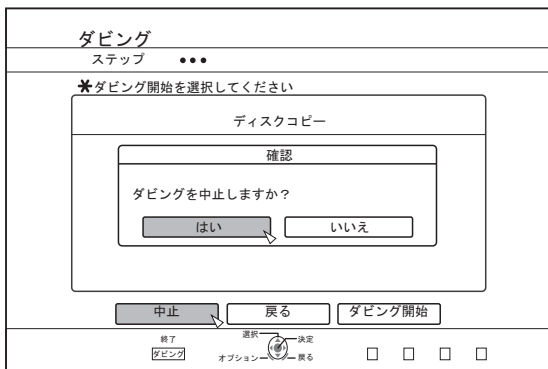 ダビング
ステップ •••
✱ダビング開始を選択してください
ディスクコピー
確認
ダビングを中止しますか？
はい いいえ
中止 戻る ダビング開始
終了 選択 決定
ダビング オプション 戻る